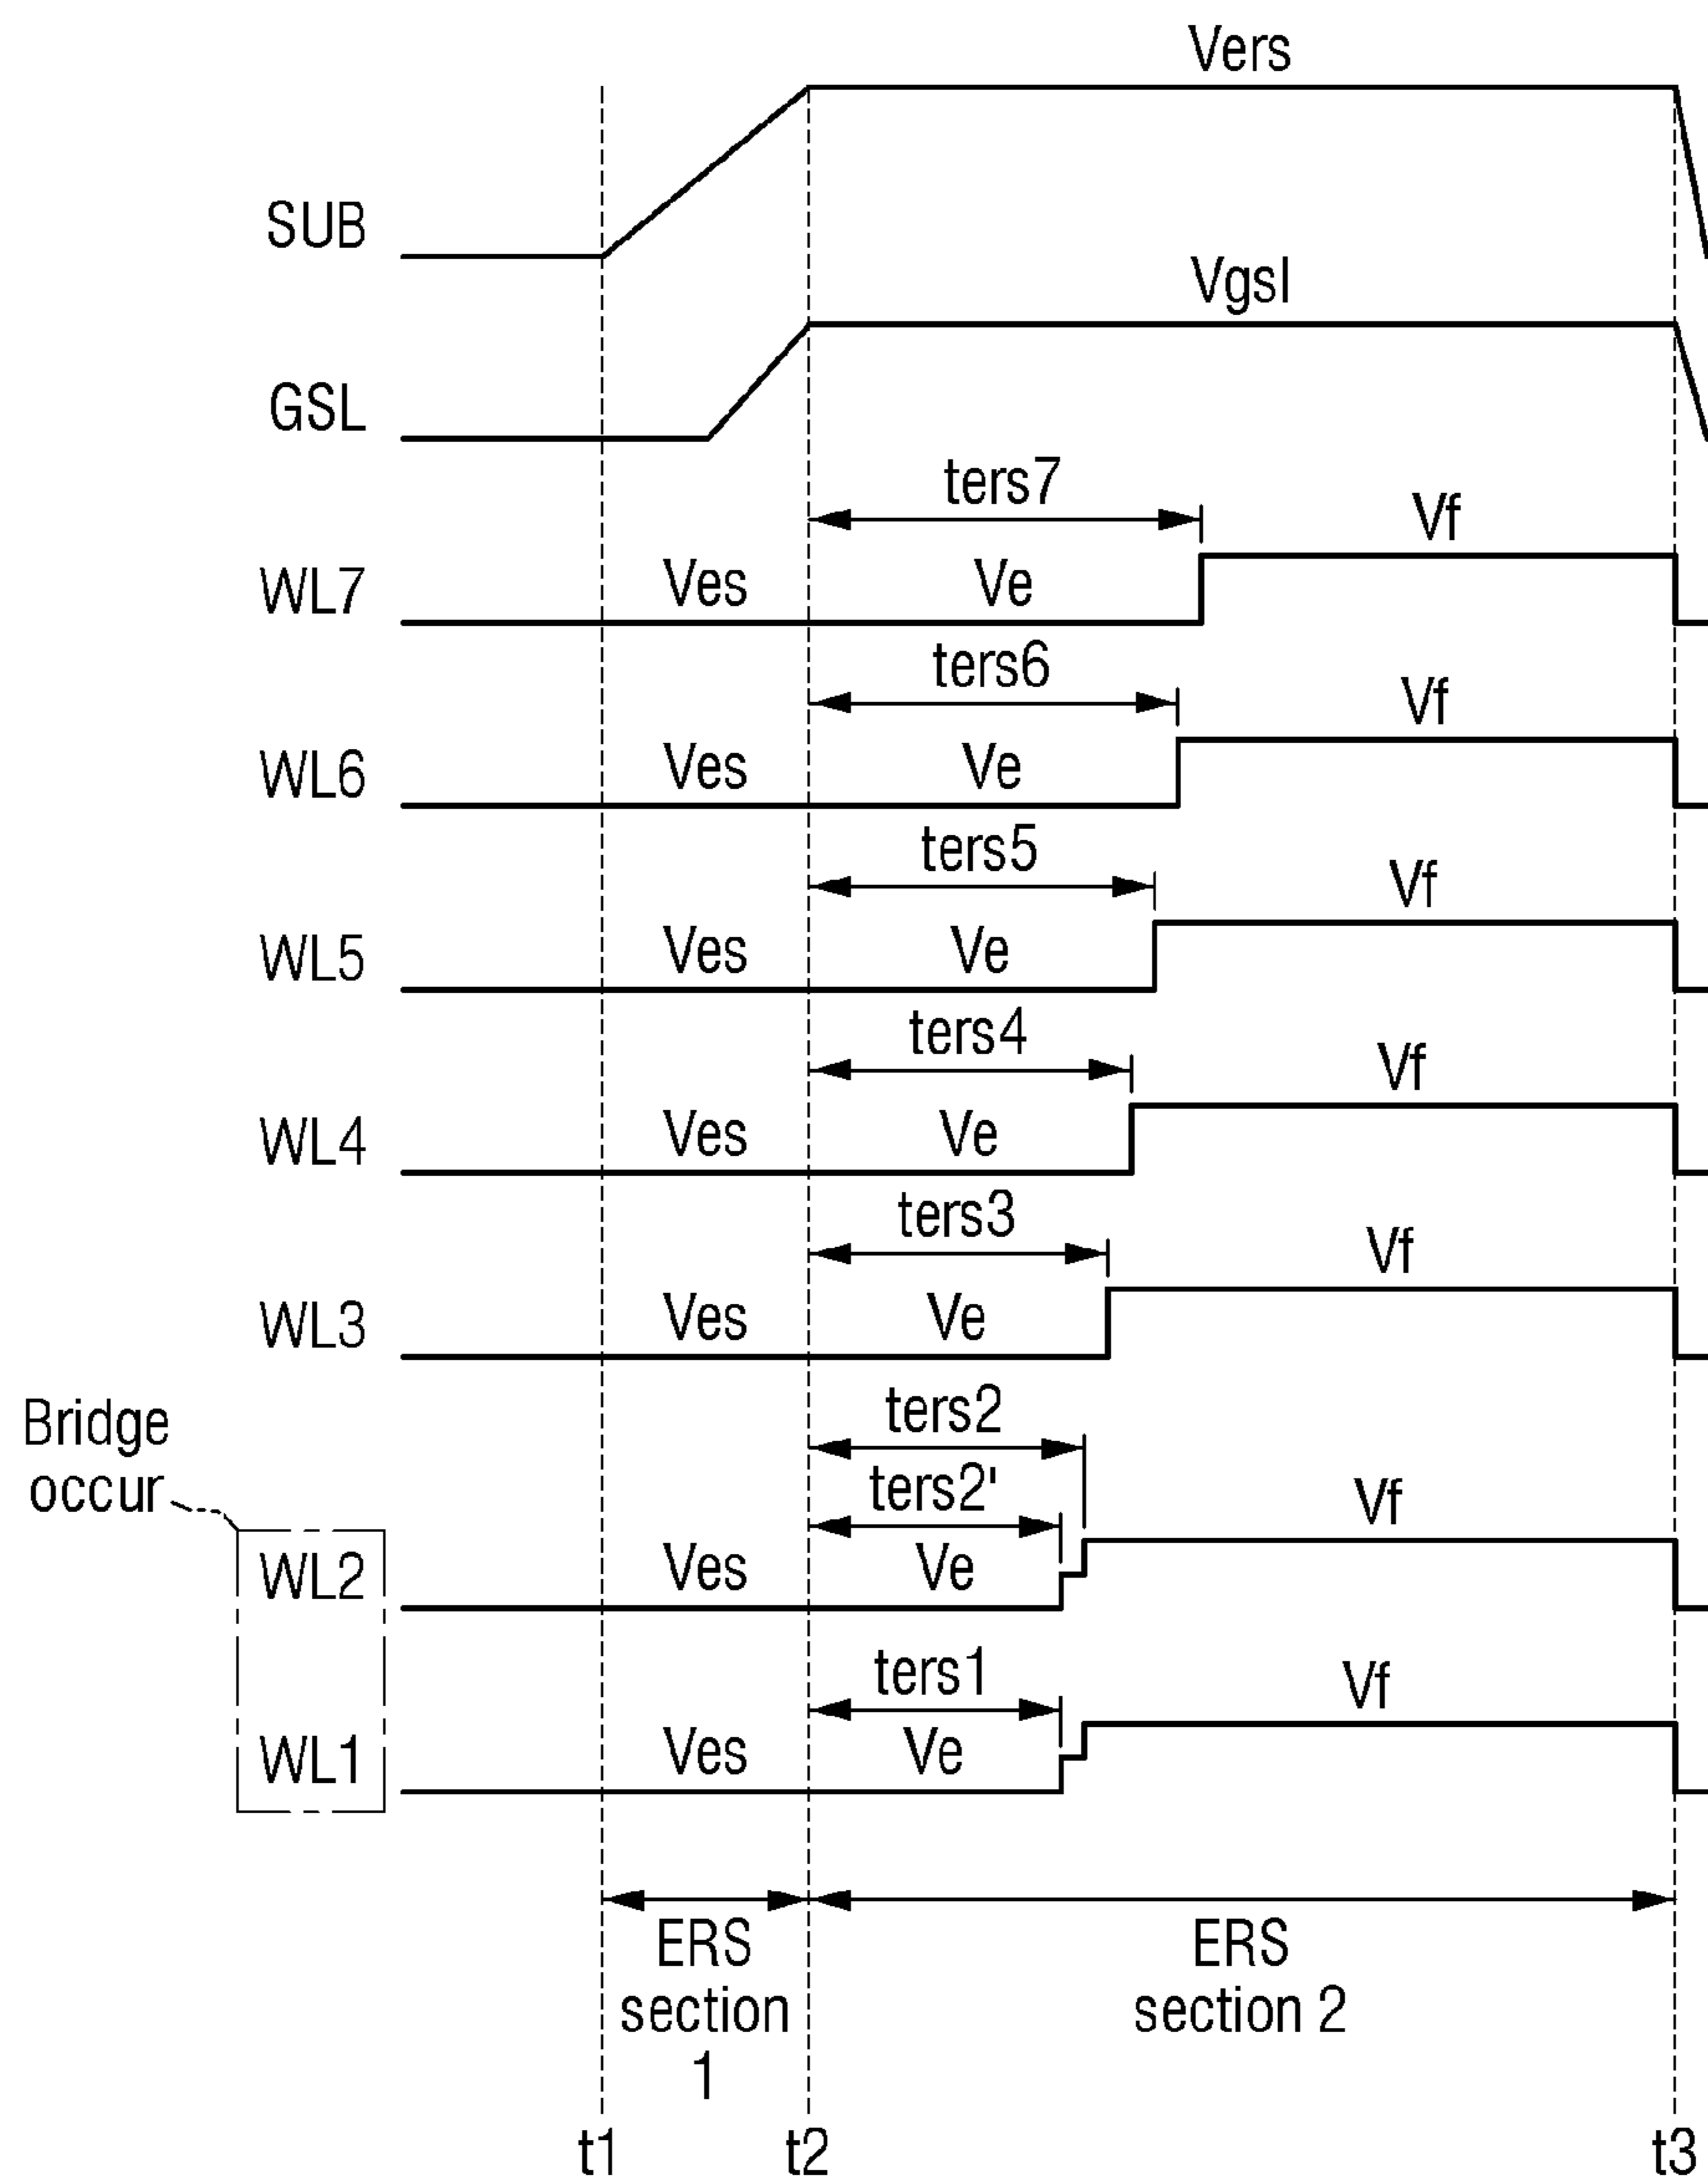 Vers
SUB
Vgsl
GSL
ters7
Vf
WL7 Ves Ve
ters6
Vf
WL6 Ves Ve
ters5
Vf
WL5 Ves Ve
ters4
Vf
WL4 Ves Ve
ters3
Vf
WL3 Ves Ve
Bridge
occur
ters2
ters2'
Vf
WL2 Ves Ve
ters1
Vf
WL1 Ves Ve
ERS
section
1
ERS
section 2
t1 t2 t3